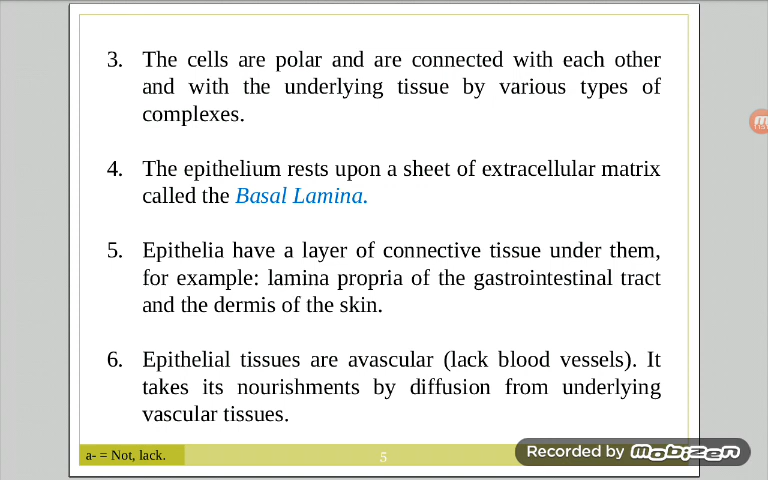 3. The cells are polar and are connected with each other
and with the underlying tissue by various types of
complexes.
4. The epithelium rests upon a sheet of extracellular matrix
called the Basal Lamina.
5. Epithelia have a layer of connective tissue under them,
for example: lamina propria of the gastrointestinal tract
and the dermis of the skin.
6. Epithelial tissues are avascular (lack blood vessels). It
takes its nourishments by diffusion from underlying
vascular tissues.
a- = Not, lack.
5
Recorded by mobizen